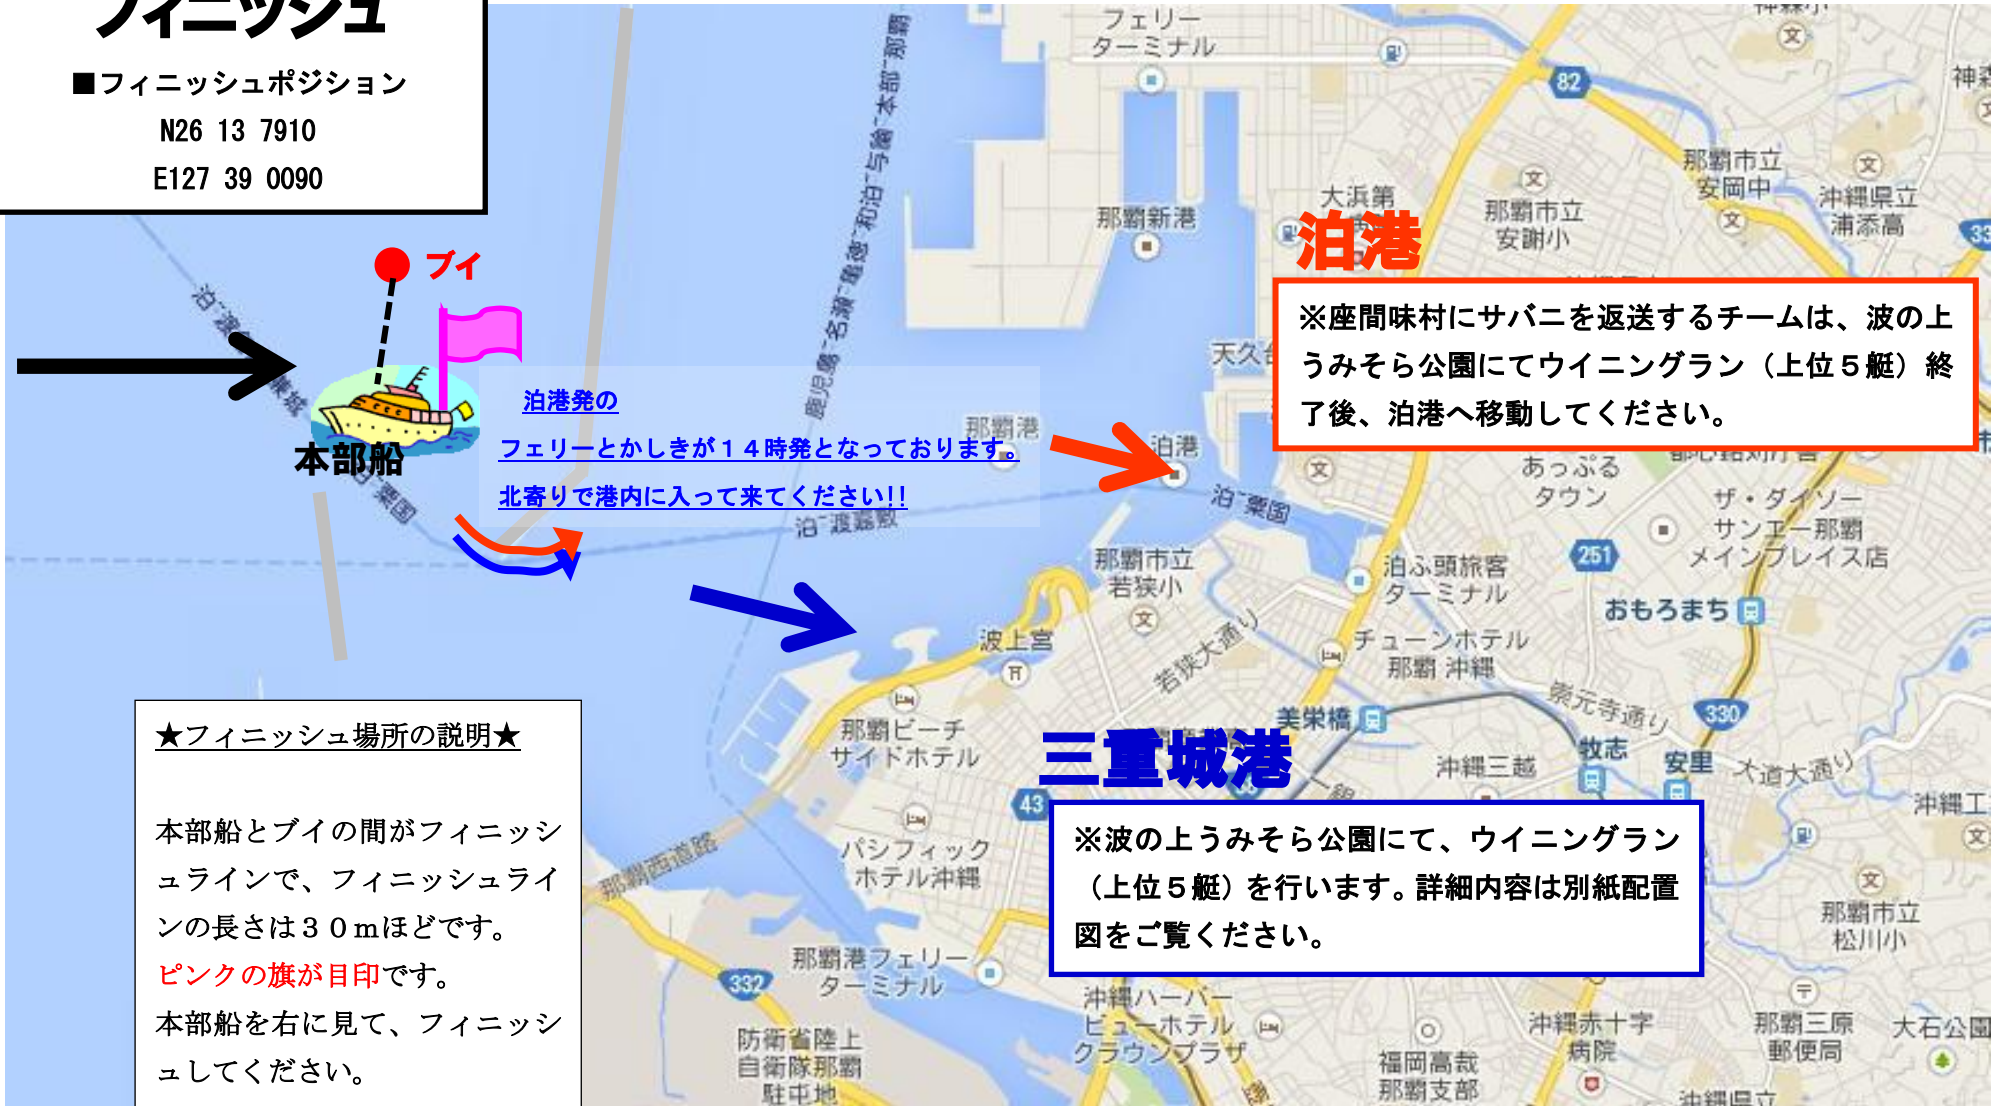 フィニッシュ
■フィニッシュポジション
N26 13 7910
E127 39 0090
ブイ
本部船
泊港発の
フェリーとかしきが１４時発となっております。
北寄りで港内に入って来てください!!
泊港
※座間味村にサバニを返送するチームは、波の上
うみそら公園にてウイニングラン（上位５艇）終
了後、泊港へ移動してください。
三重城港
※波の上うみそら公園にて、ウイニングラン
（上位５艇）を行います。詳細内容は別紙配置
図をご覧ください。
★フィニッシュ場所の説明★
本部船とブイの間がフィニッシ
ュラインで、フィニッシュライ
ンの長さは３０ｍほどです。
ピンクの旗が目印です。
本部船を右に見て、フィニッシ
ュしてください。
フェリー
ターミナル
82
神森
那覇市立
安岡中
沖縄県立
浦添高
33
大浜第
那覇市立
安謝小
那覇新港
天久
那覇港
泊港
泊-粟国
泊-渡嘉敷
あっぷる
タウン
ザ・ダイソー
サンエー那覇
メインプレイス店
251
おもろまち
那覇市立
若狭小
泊ふ頭旅客
ターミナル
波上宮
若狭大通り
チューンホテル
那覇 沖縄
崇元寺通り
330
美栄橋
牧志
安里
大道大通り
沖縄三越
沖縄工
那覇ビーチ
サイドホテル
43
パシフィック
ホテル沖縄
那覇西道路
那覇市立
松川小
那覇港フェリー
ターミナル
332
沖縄ハーバー
ビューホテル
クラウンプラザ
防衛省陸上
自衛隊那覇
駐屯地
福岡高裁
那覇支部
沖縄赤十字
病院
那覇三原
郵便局
大石公園
沖縄県立